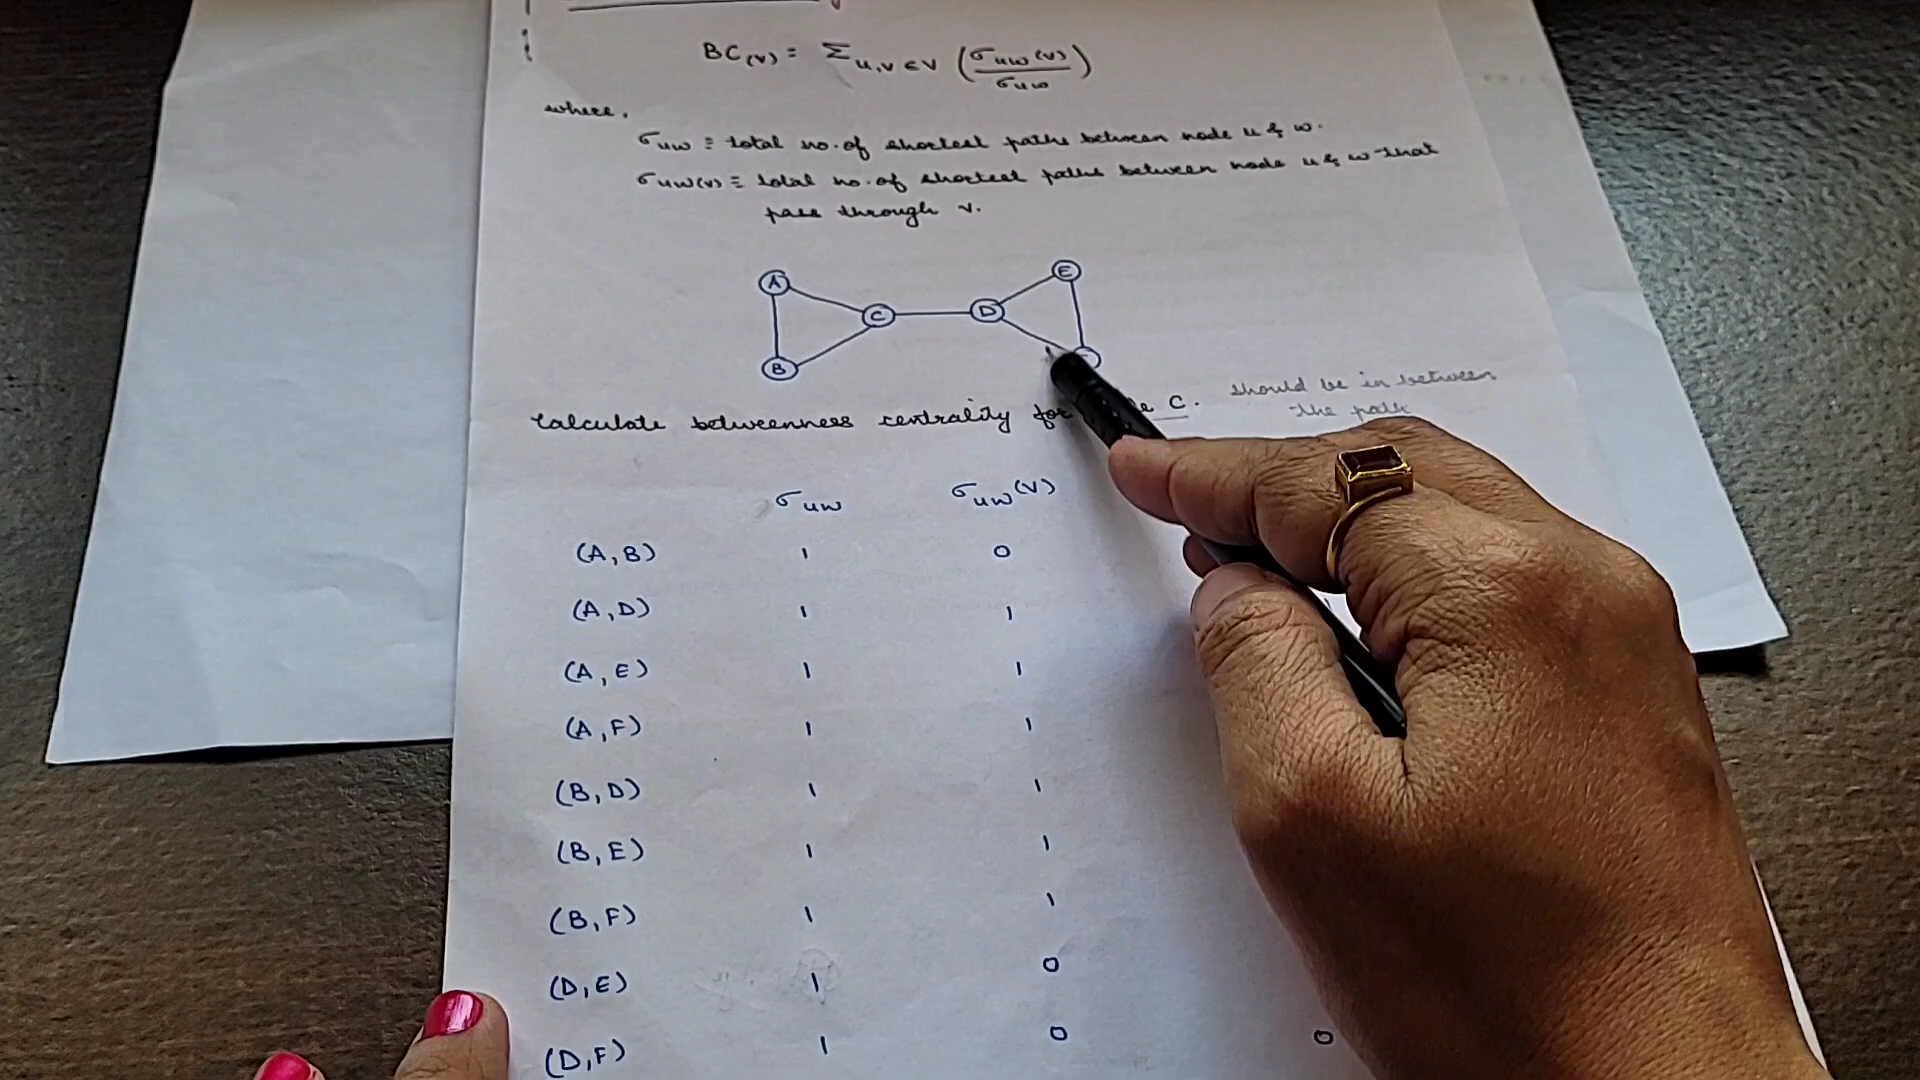 BC(v) = Σu,v∈V (σuw(v)/σuw)
where,
σuw ≡ total no. of shortest paths between node u & w.
σuw(v) ≡ total no. of shortest paths between node u & w that
pass through v.
A
E
C
D
B
Calculate betweenness centrality for C.
should be in between
the path
σuw σuw(v)
(A,B) 1 0
(A,D) 1 1
(A,E) 1 1
(A,F) 1 1
(B,D) 1 1
(B,E) 1 1
(B,F) 1 1
(D,E) 1 0
(D,F) 1 0 0